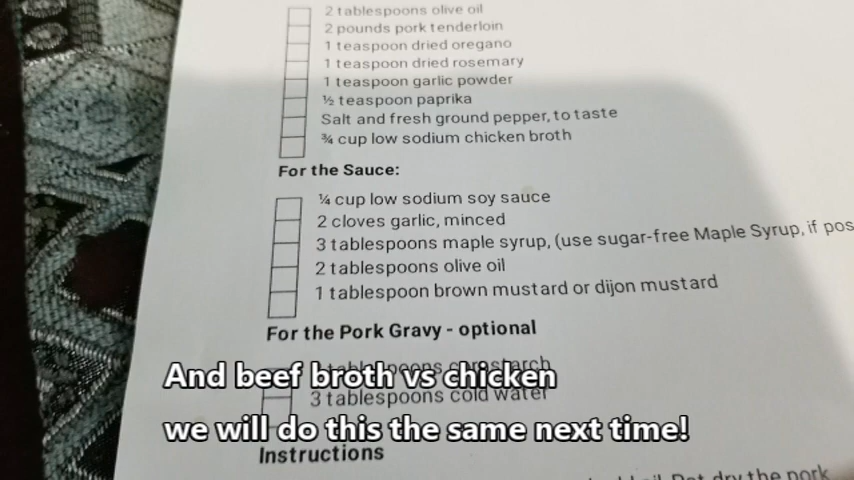 2 tablespoons olive oil
2 pounds pork tenderloin
1 teaspoon dried oregano
1 teaspoon dried rosemary
1 teaspoon garlic powder
½ teaspoon paprika
Salt and fresh ground pepper, to taste
¾ cup low sodium chicken broth
For the Sauce:
¼ cup low sodium soy sauce
2 cloves garlic, minced
3 tablespoons maple syrup, (use sugar-free Maple Syrup, if pos
2 tablespoons olive oil
1 tablespoon brown mustard or dijon mustard
For the Pork Gravy - optional
tablespoons cornstarch
And beef broth vs chicken
3 tablespoons cold water
we will do this the same next time!
Instructions
dry the pork